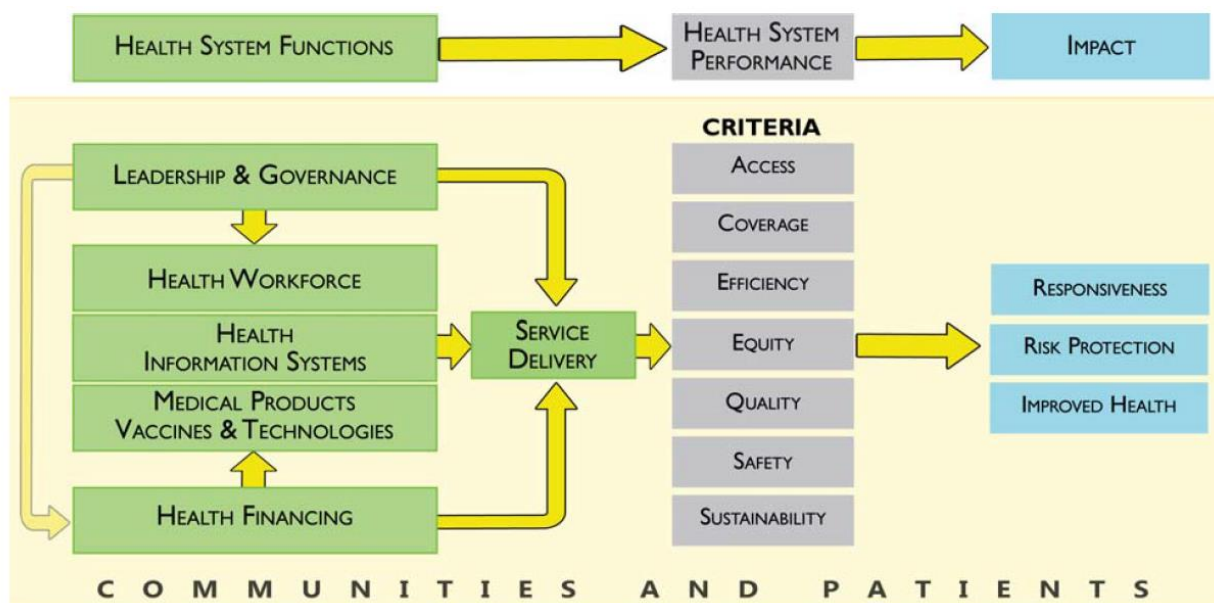 HEALTH SYSTEM FUNCTIONS
HEALTH SYSTEM
PERFORMANCE
IMPACT
CRITERIA
LEADERSHIP & GOVERNANCE
HEALTH WORKFORCE
HEALTH
INFORMATION SYSTEMS
MEDICAL PRODUCTS
VACCINES & TECHNOLOGIES
HEALTH FINANCING
SERVICE
DELIVERY
ACCESS
COVERAGE
EFFICIENCY
EQUITY
QUALITY
SAFETY
SUSTAINABILITY
RESPONSIVENESS
RISK PROTECTION
IMPROVED HEALTH
COMMUNITIES AND PATIENTS